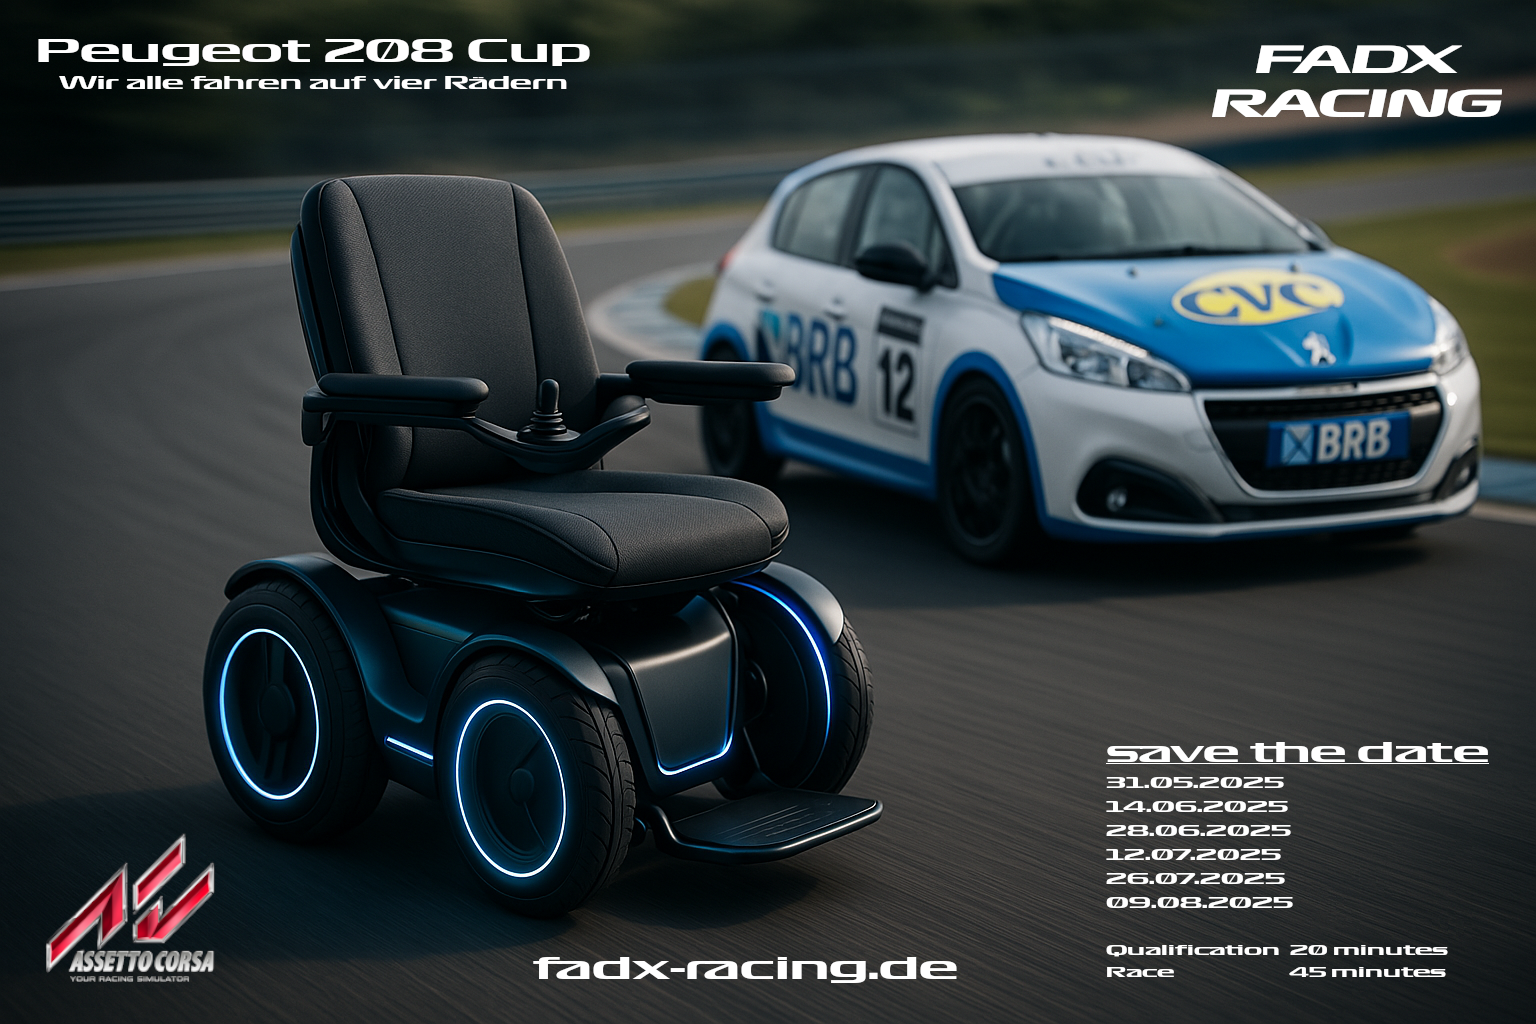 Peugeot 208 Cup
Wir alle fahren auf vier Rädern
FADX
RACING
CVC
BRB
12
BRB
save the date
31.05.2025
14.06.2025
28.06.2025
12.07.2025
26.07.2025
09.08.2025
Qualification 20 minutes
Race 45 minutes
ASSETTO CORSA
YOUR RACING SIMULATOR
fadx-racing.de